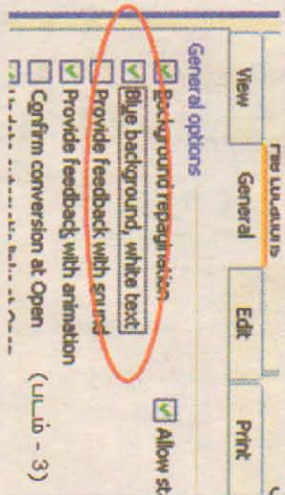 View General Edit Print
General options
Background repagination
Allow st
Blue background, white text
Provide feedback with sound
Provide feedback with animation
Confirm conversion at Open
(படம் - 3)